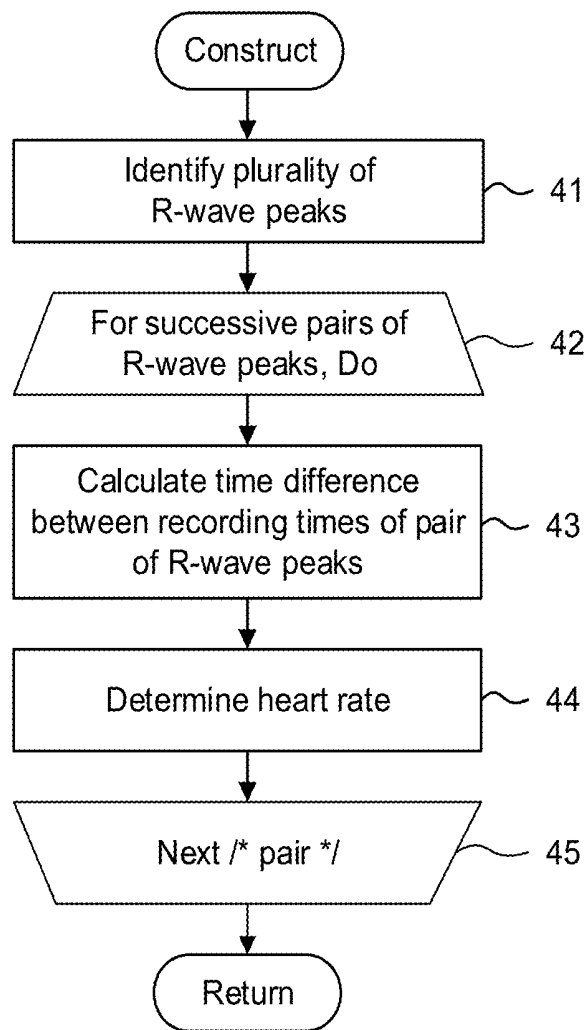 Construct
Identify plurality of
R-wave peaks
41
For successive pairs of
R-wave peaks, Do
42
Calculate time difference
between recording times of pair
of R-wave peaks
43
Determine heart rate
44
Next /* pair */
45
Return